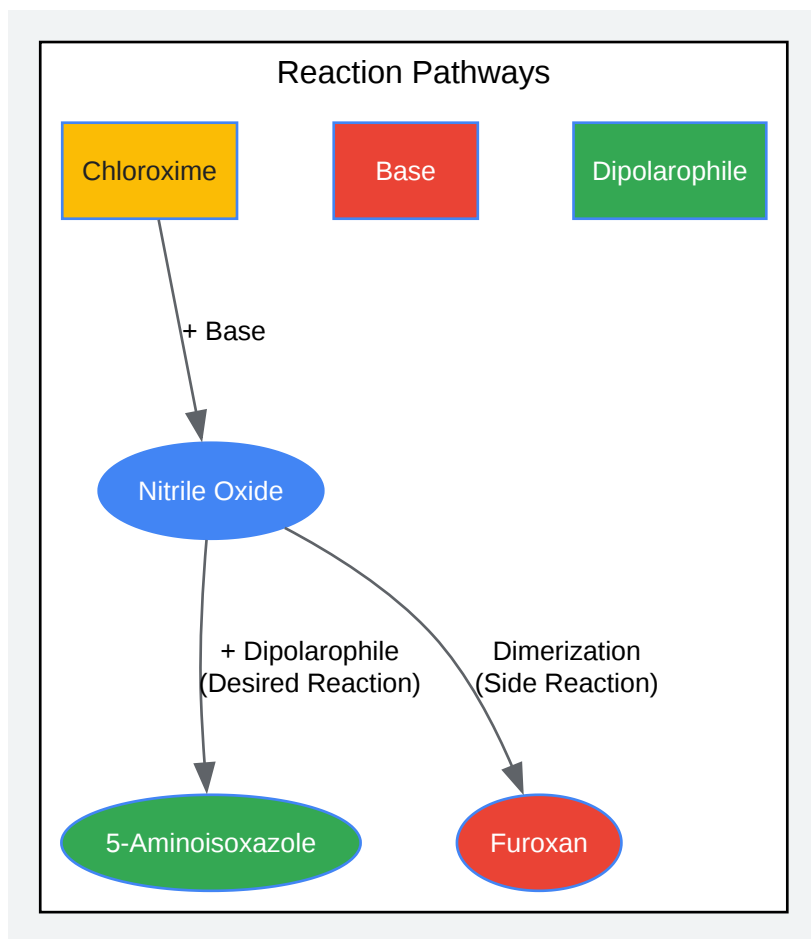 Reaction Pathways
Chloroxime
Base
Dipolarophile
+ Base
Nitrile Oxide
+ Dipolarophile
(Desired Reaction)
Dimerization
(Side Reaction)
5-Aminoisoxazole
Furoxan